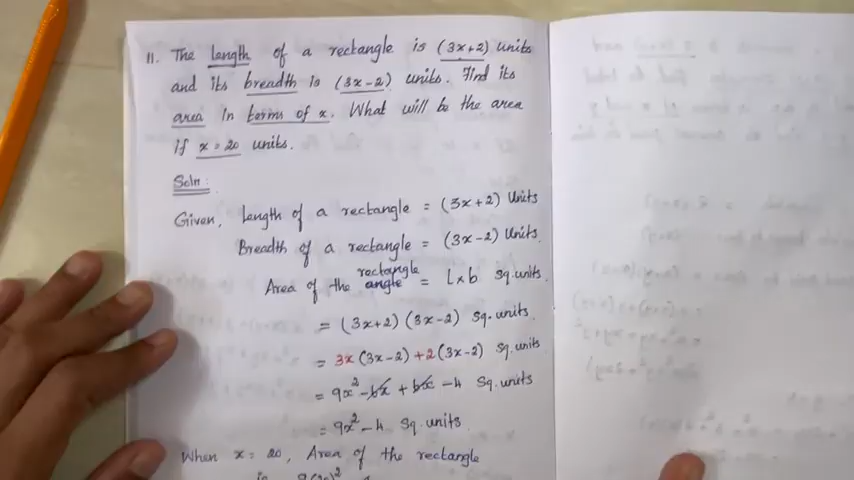 11. The length of a rectangle is (3x+2) units
and its breadth is (3x-2) units. Find its
area in terms of x. What will be the area
if x = 20 units.
Soln:
Given, Length of a rectangle = (3x+2) Units
Breadth of a rectangle = (3x-2) Units.
Area of the rectangle angle = l x b Sq.units.
= (3x+2) (3x-2) Sq.units.
= 3x (3x-2) +2 (3x-2) Sq.units
= 9x² - 6x + 6x - 4 Sq.units
= 9x² - 4 Sq.units.
When x = 20, Area of the rectangle